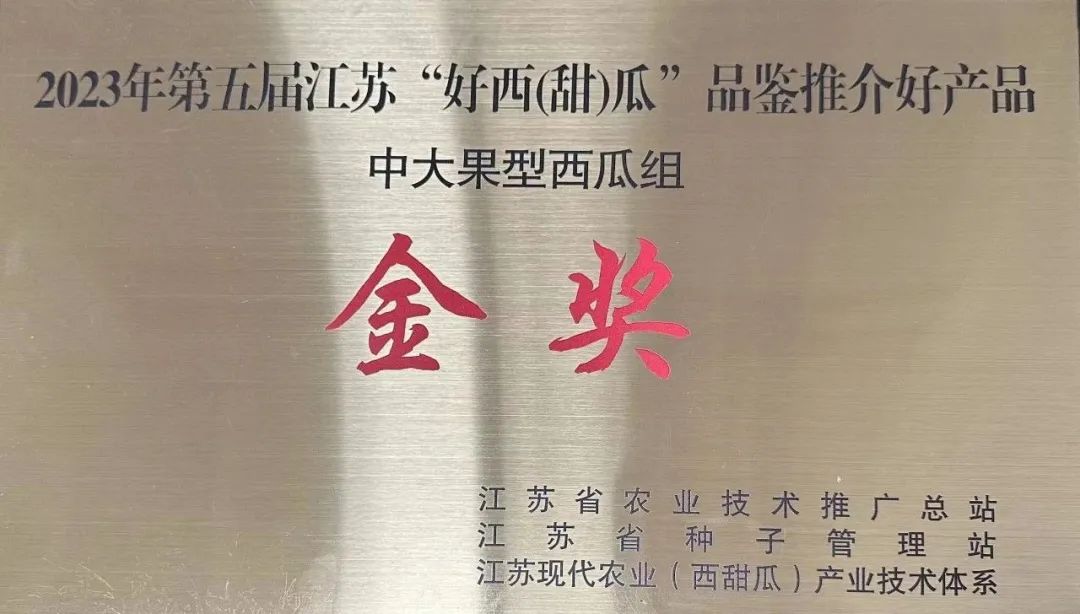 2023年第五届江苏“好西(甜)瓜”品鉴推介好产品
中大果型西瓜组
金奖
江苏省农业技术推广总站
江苏省种子管理站
江苏现代农业(西甜瓜)产业技术体系